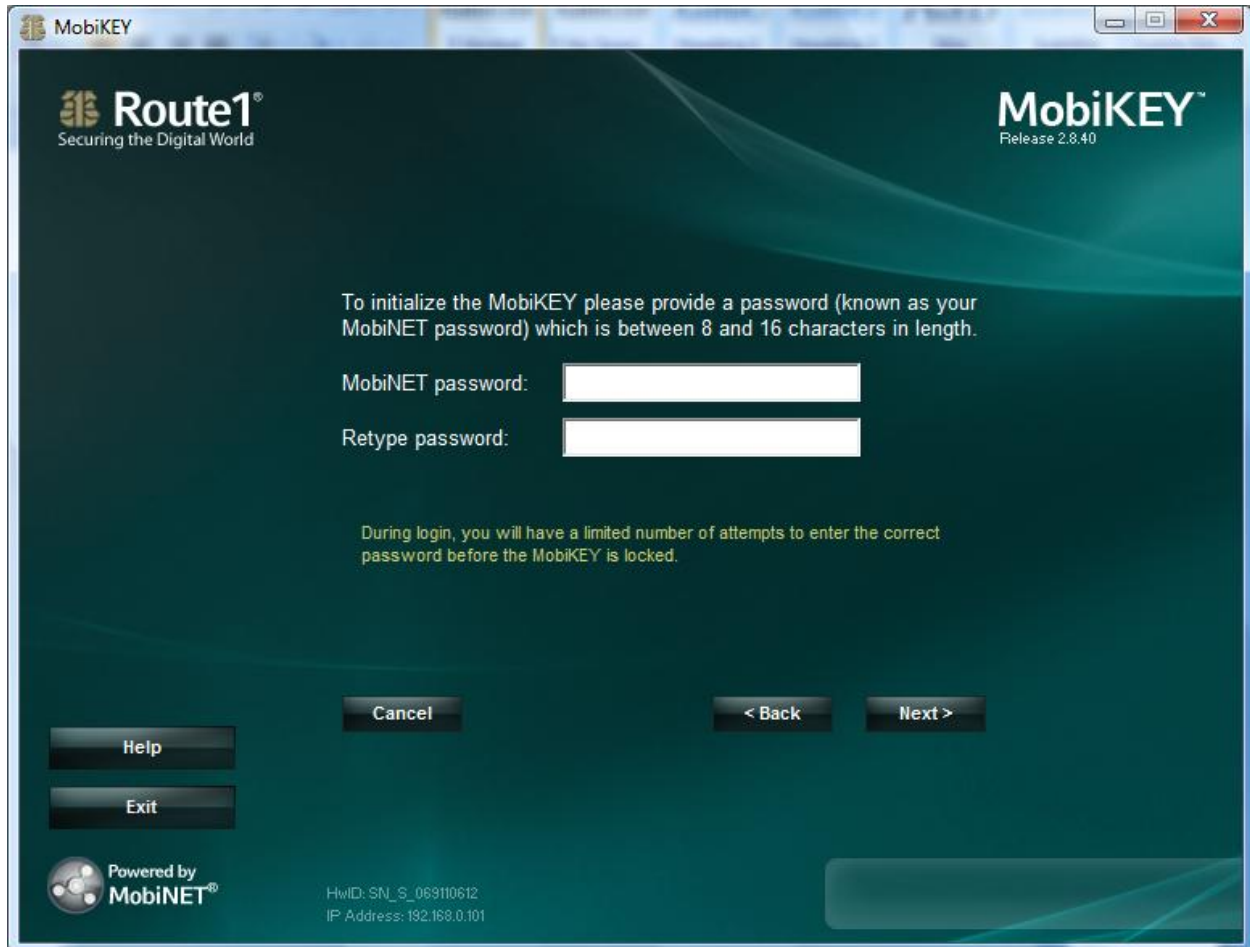 MobiKEY
Route1®
Securing the Digital World
MobiKEY™
Release 2.8.40
To initialize the MobiKEY please provide a password (known as your
MobiNET password) which is between 8 and 16 characters in length.
MobiNET password:
Retype password:
During login, you will have a limited number of attempts to enter the correct
password before the MobiKEY is locked.
Cancel
< Back
Next >
Help
Exit
Powered by
MobiNET®
HwID: SN_S_069110612
IP Address: 192.168.0.101